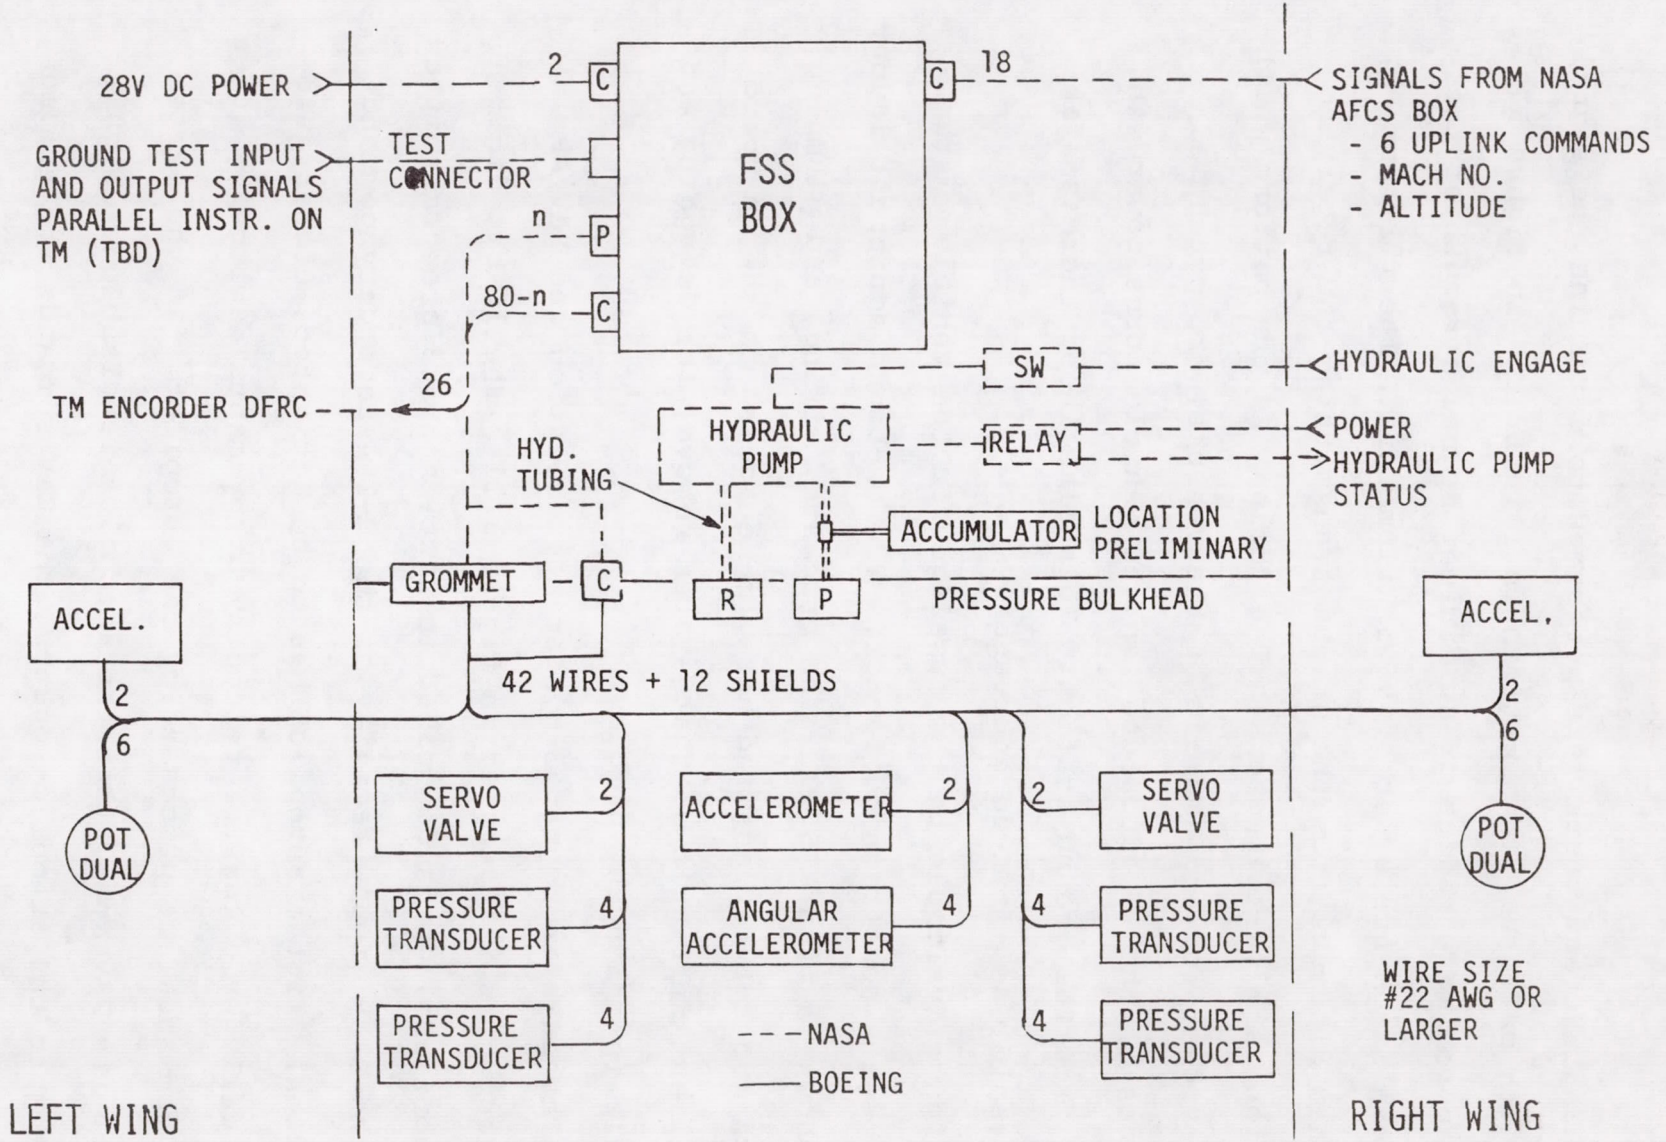 28V DC POWER
2
C
C
18
SIGNALS FROM NASA
AFCS BOX
- 6 UPLINK COMMANDS
- MACH NO.
ALTITUDE
GROUND TEST INPUT
AND OUTPUT SIGNALS
PARALLEL INSTR. ON
TM (TBD)
TEST
CONNECTOR
FSS
BOX
n
P
80-n
C
26
TM ENCORDER DFRC
SW
HYDRAULIC ENGAGE
HYDRAULIC
PUMP
RELAY
POWER
HYDRAULIC PUMP
STATUS
HYD.
TUBING
ACCUMULATOR
LOCATION
PRELIMINARY
GROMMET
C
R
P
PRESSURE BULKHEAD
ACCEL.
2
6
POT
DUAL
42 WIRES + 12 SHIELDS
ACCEL.
2
6
POT
DUAL
SERVO
VALVE
2
PRESSURE
TRANSDUCER
4
PRESSURE
TRANSDUCER
4
ACCELEROMETER
2
ANGULAR
ACCELEROMETER
4
2
SERVO
VALVE
4
PRESSURE
TRANSDUCER
4
PRESSURE
TRANSDUCER
WIRE SIZE
#22 AWG OR
LARGER
NASA
BOEING
LEFT WING
RIGHT WING